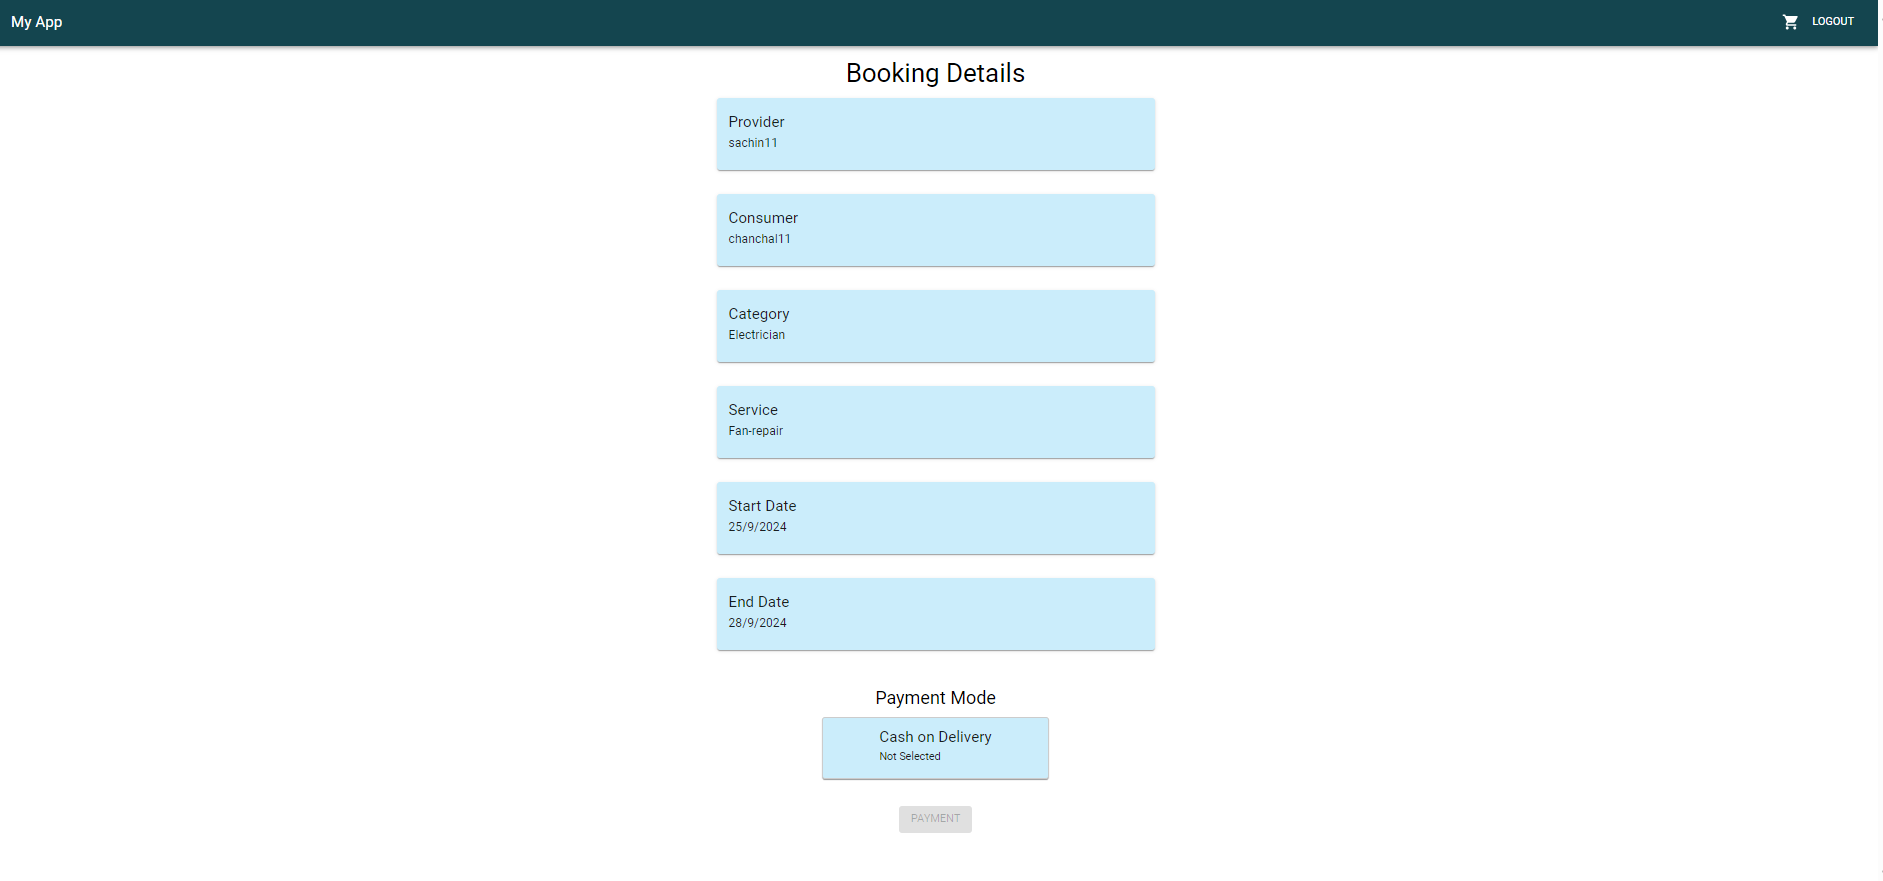 My App
LOGOUT
Booking Details
Provider
sachin11
Consumer
chanchal11
Category
Electrician
Service
Fan-repair
Start Date
25/9/2024
End Date
28/9/2024
Payment Mode
Cash on Delivery
Not Selected
PAYMENT